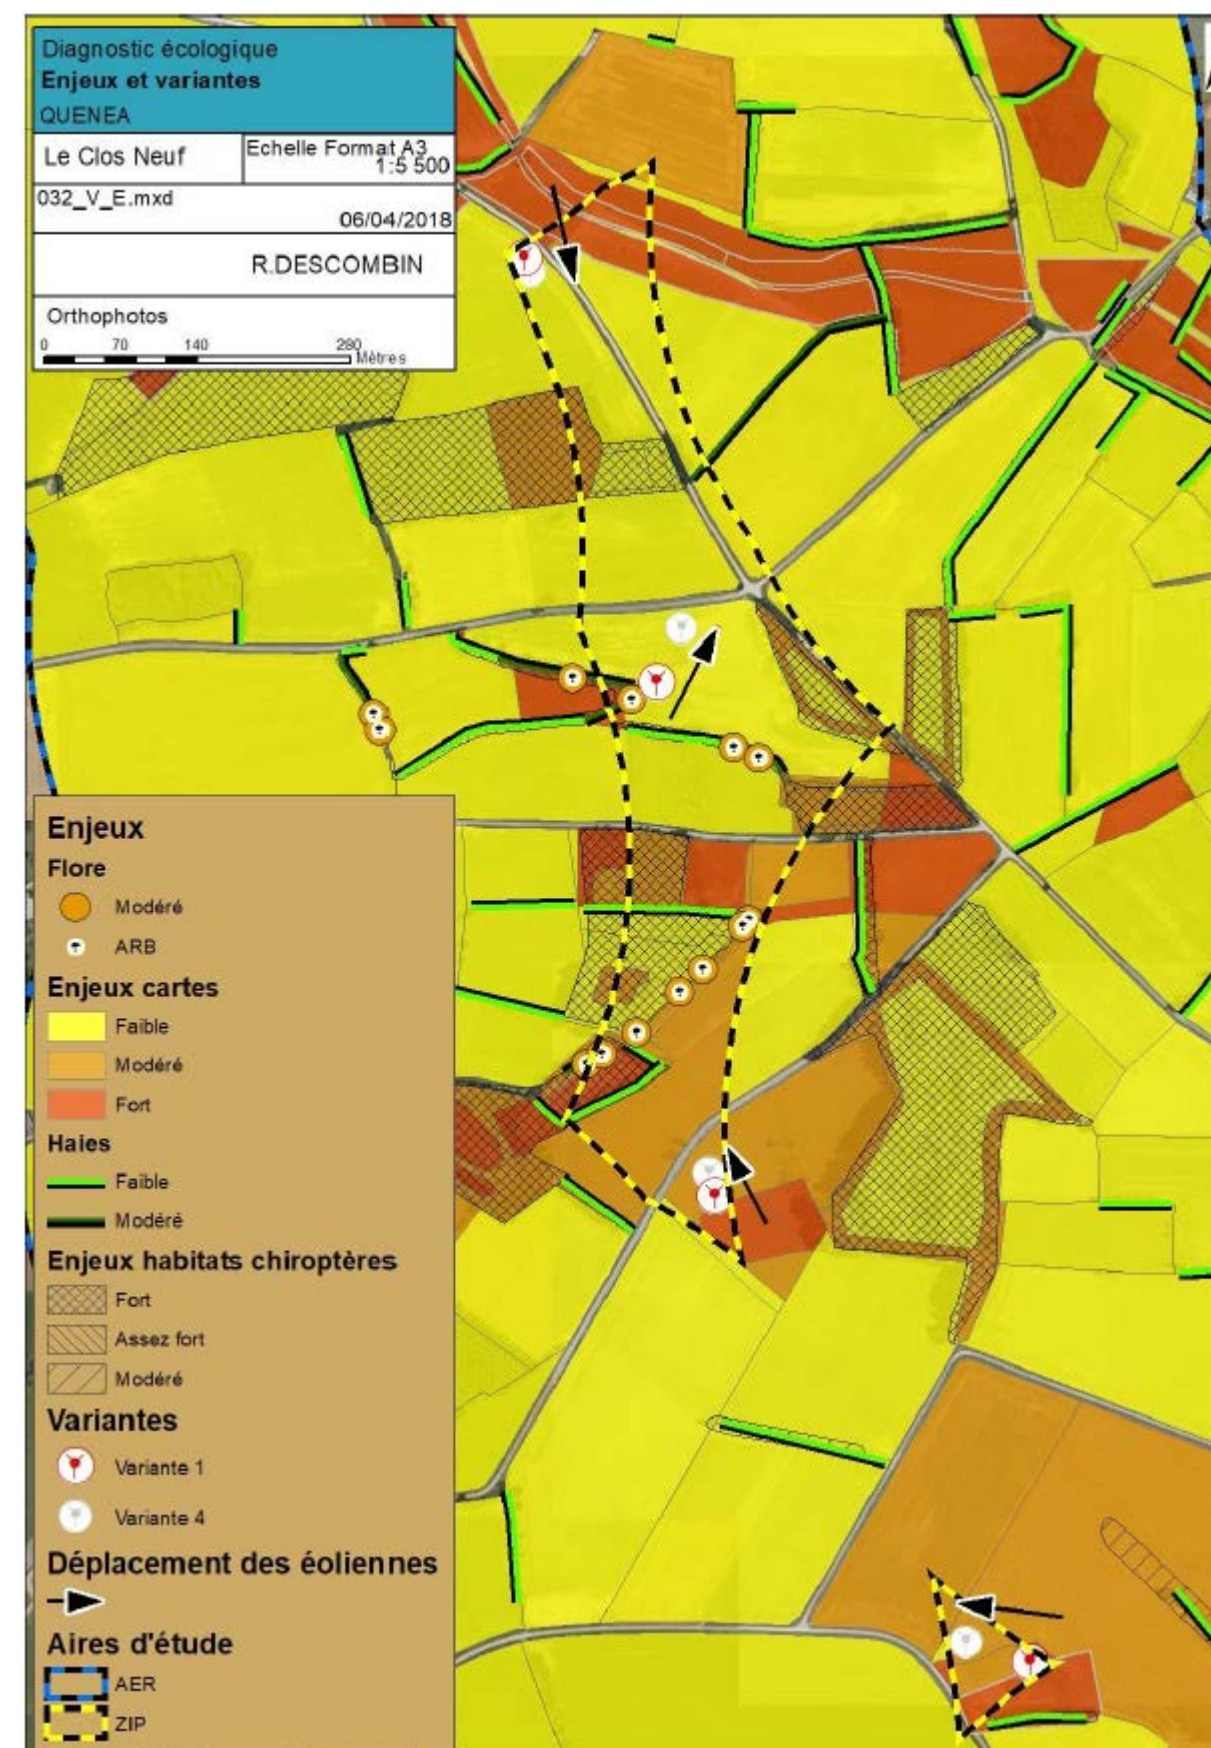 Diagnostic écologique
Enjeux et variantes
QUENEA
Le Clos Neuf
Echelle Format A3
1:5 500
032_V_E.mxd
06/04/2018
R.DESCOMBIN
Orthophotos
0 70 140 280
Mètres
Enjeux
Flore
Modéré
ARB
Enjeux cartes
Faible
Modéré
Fort
Haies
Faible
Modéré
Enjeux habitats chiroptères
Fort
Assez fort
Modéré
Variantes
Variante 1
Variante 4
Déplacement des éoliennes
Aires d'étude
AER
ZIP